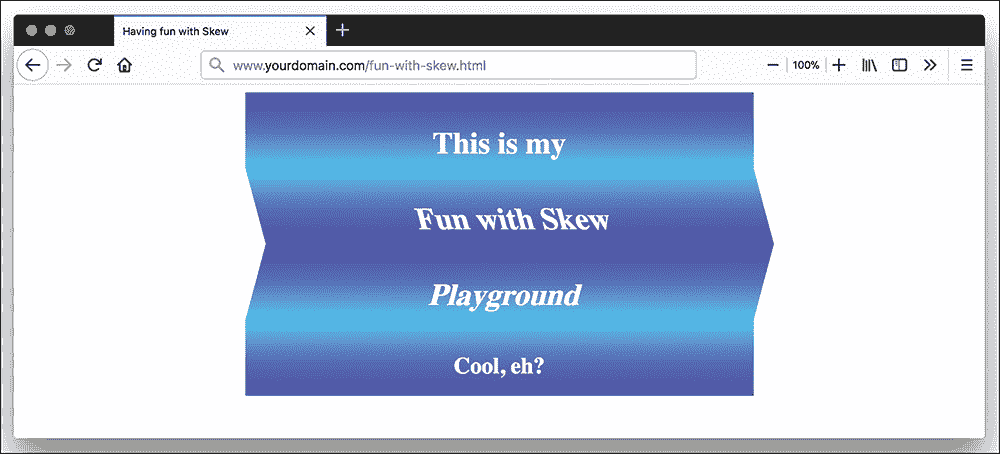 Having fun with Skew
www.yourdomain.com/fun-with-skew.html
100%
This is my
Fun with Skew
Playground
Cool, eh?